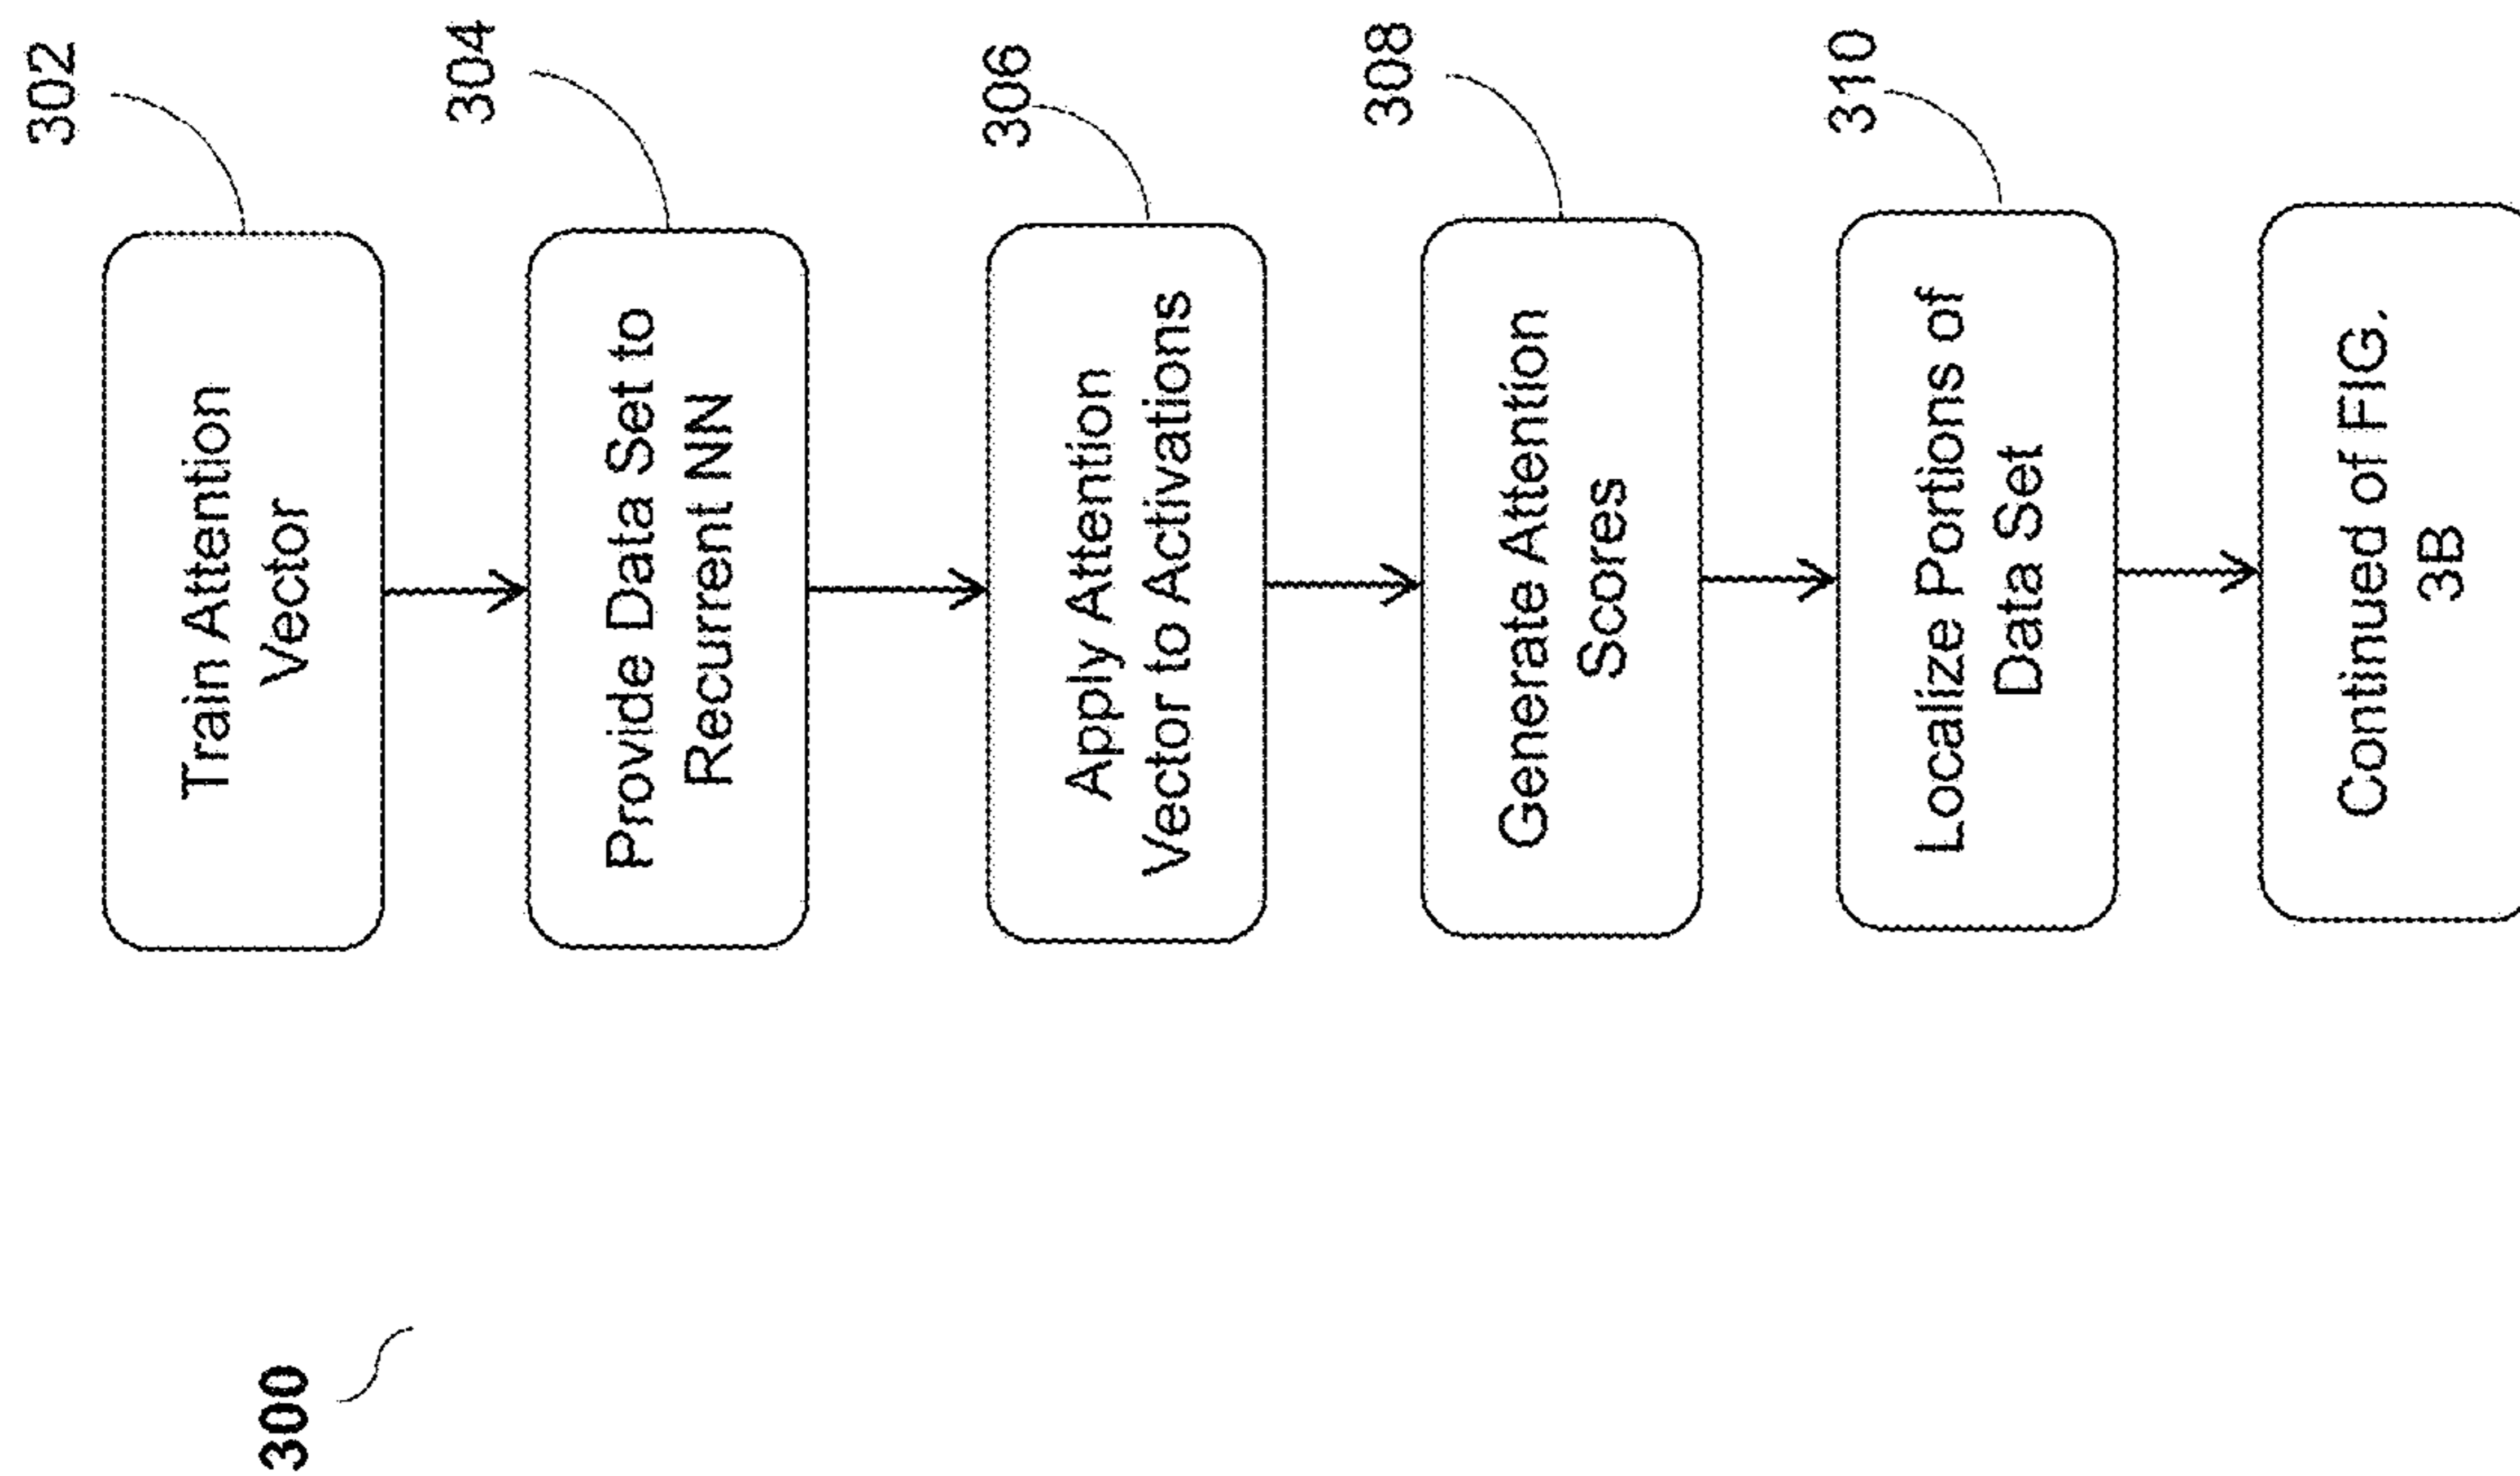 300
302
Train Attention
Vector
304
Provide Data Set to
Recurrent NN
306
Apply Attention
Vector to Activations
308
Generate Attention
Scores
310
Localize Portions of
Data Set
Continued of FIG.
3B